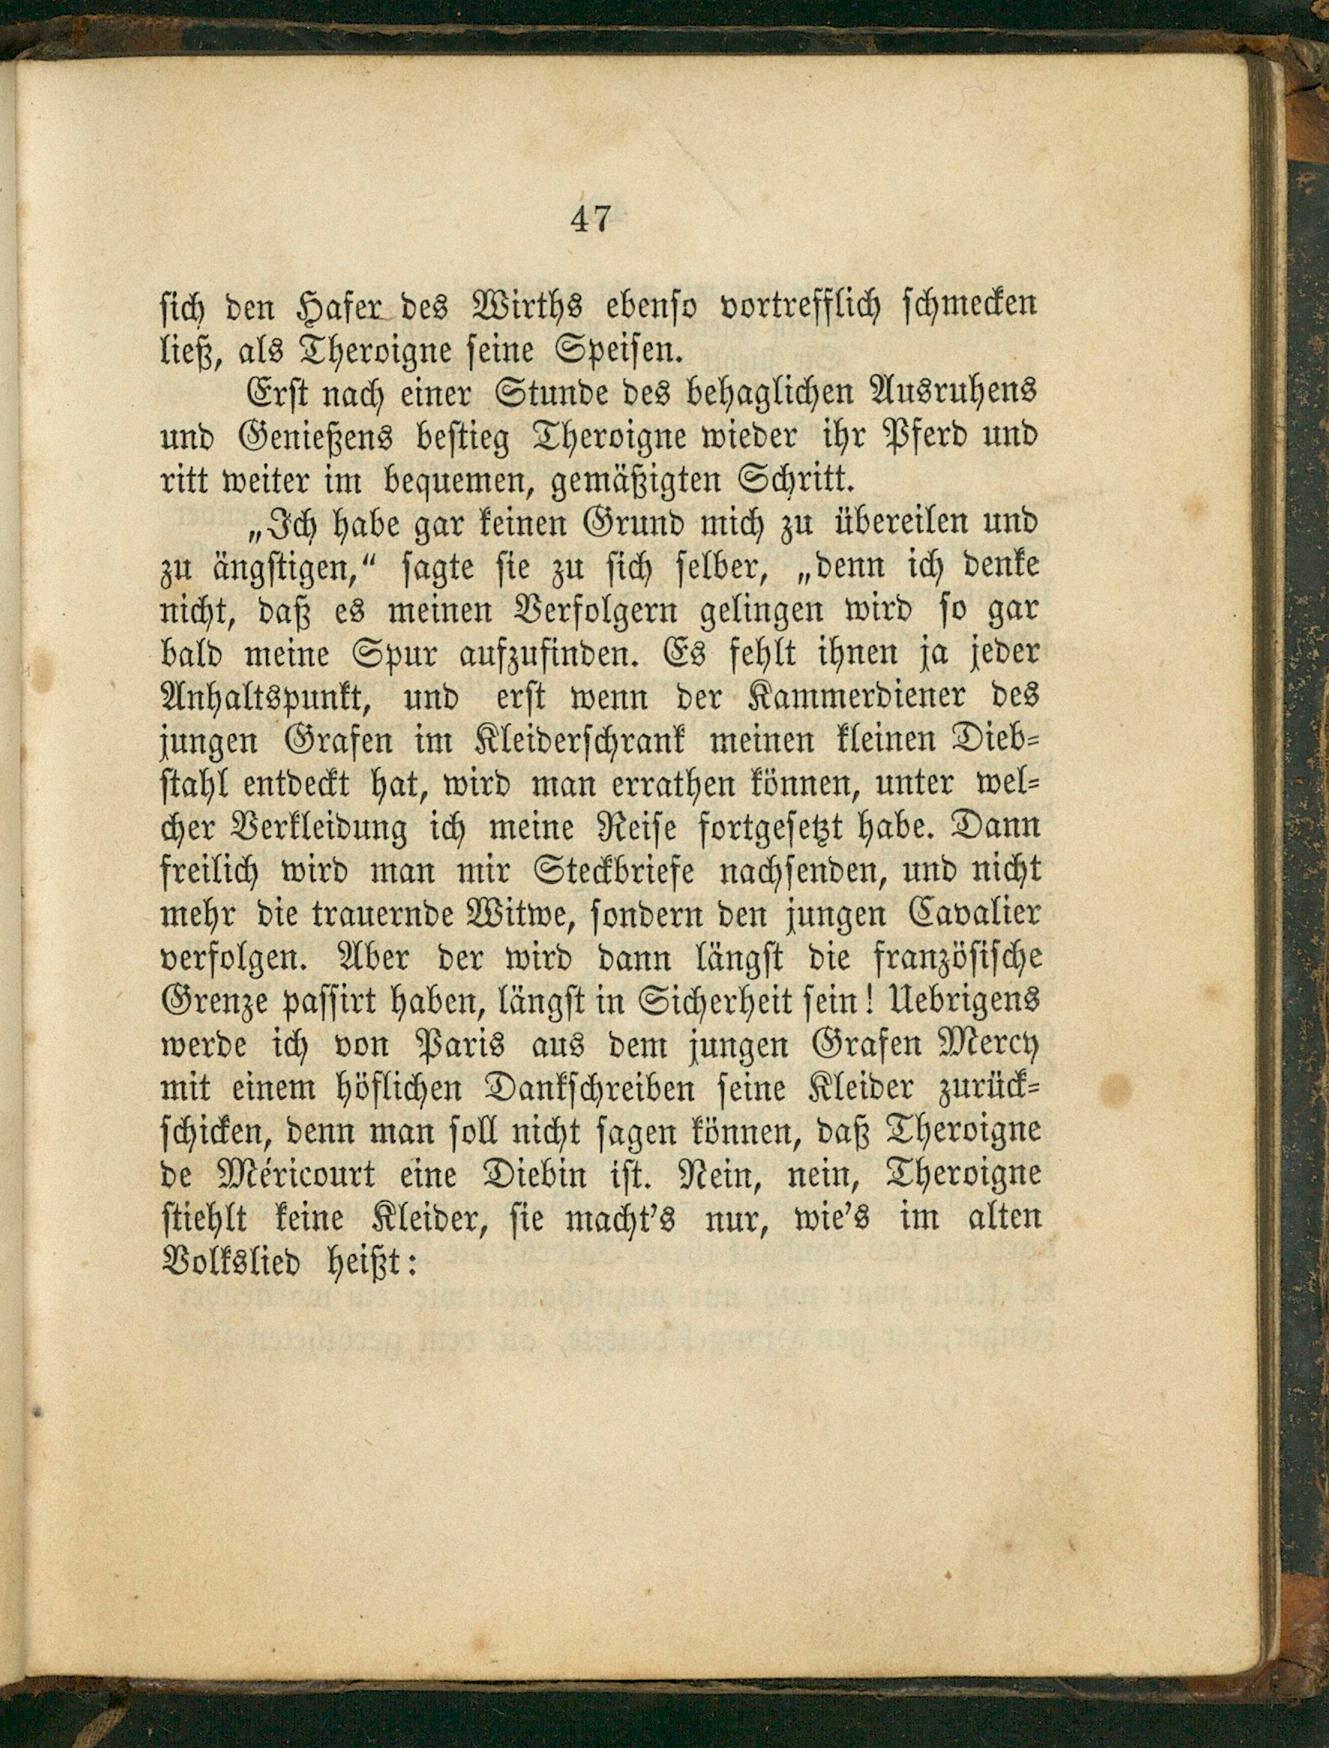 47
sich den Hafer des Wirths ebenso vortrefflich schmecken
ließ, als Theroigne seine Speisen.
Erst nach einer Stunde des behaglichen Ausruhens
und Genießens bestieg Theroigne wieder ihr Pferd und
ritt weiter im bequemen, gemäßigten Schritt.
„Ich habe gar keinen Grund mich zu übereilen und
zu ängstigen,“ sagte sie zu sich selber, „denn ich denke
nicht, daß es meinen Verfolgern gelingen wird so gar
bald meine Spur aufzufinden. Es fehlt ihnen ja jeder
Anhaltspunkt, und erst wenn der Kammerdiener des
jungen Grafen im Kleiderschrank meinen kleinen Dieb-
stahl entdeckt hat, wird man errathen können, unter wel-
cher Verkleidung ich meine Reise fortgesetzt habe. Dann
freilich wird man mir Steckbriefe nachsenden, und nicht
mehr die trauernde Witwe, sondern den jungen Cavalier
verfolgen. Aber der wird dann längst die französische
Grenze passirt haben, längst in Sicherheit sein! Uebrigens
werde ich von Paris aus dem jungen Grafen Mercy
mit einem höflichen Dankschreiben seine Kleider zurück-
schicken, denn man soll nicht sagen können, daß Theroigne
de Méricourt eine Diebin ist. Nein, nein, Theroigne
stiehlt keine Kleider, sie macht's nur, wie's im alten
Volkslied heißt: